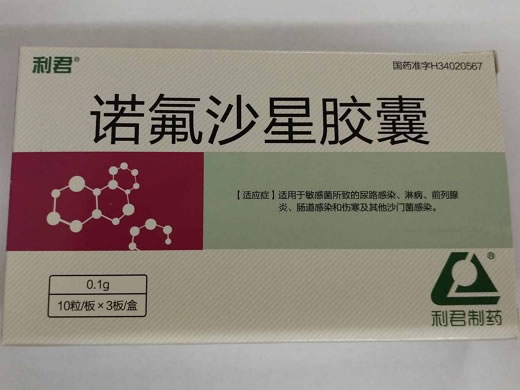 利君®
国药准字H34020567
诺氟沙星胶囊
【适应症】适用于敏感菌所致的尿路感染、淋病、前列腺
炎、肠道感染和伤寒及其他沙门菌感染。
0.1g
10粒/板×3板/盒
®
利君制药